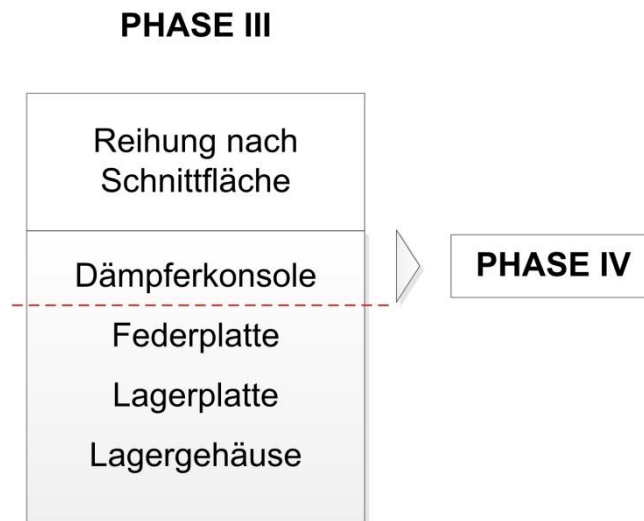 PHASE III
Reihung nach
Schnittfläche
Dämpferkonsole
PHASE IV
Federplatte
Lagerplatte
Lagergehäuse